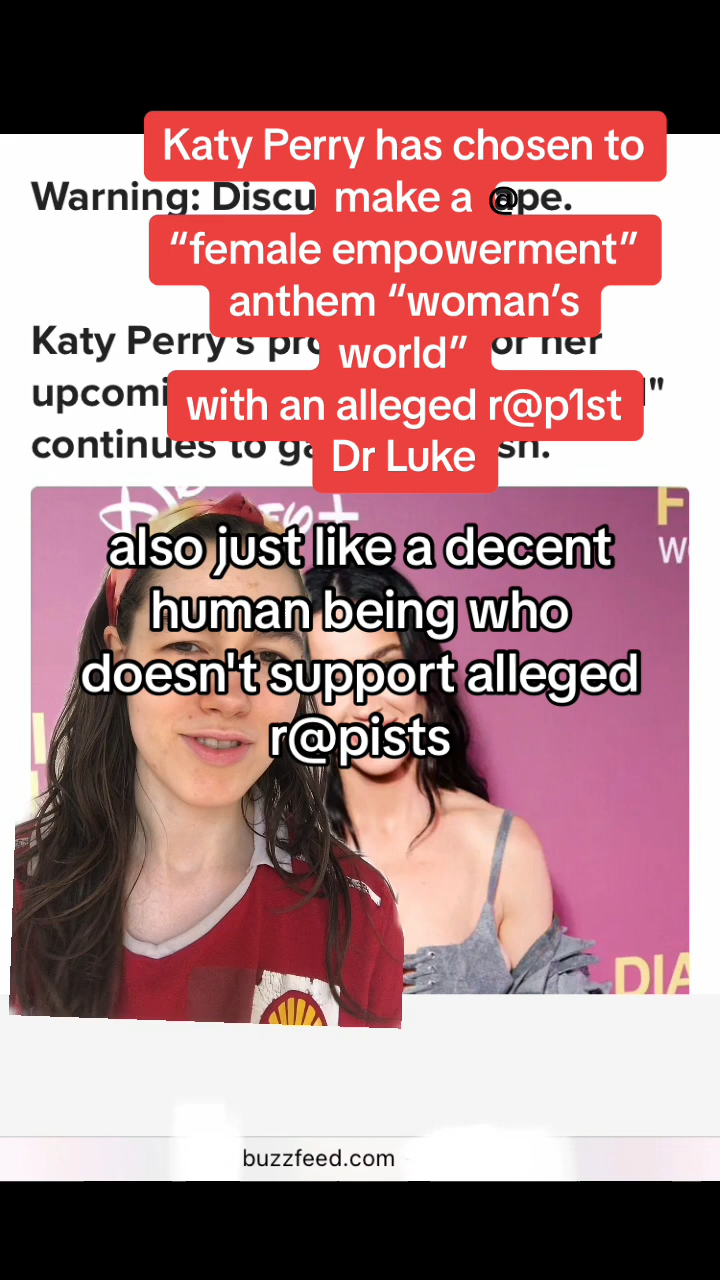 Katy Perry has chosen to
Warning: Discu make a @pe.
“female empowerment”
anthem “woman’s
Katy Perry's pr or her
world”
upcomi "
with an alleged r@p1st
continues to ga sh.
Dr Luke
also just like a decent
human being who
doesn't support alleged
r@pists
DIA
buzzfeed.com